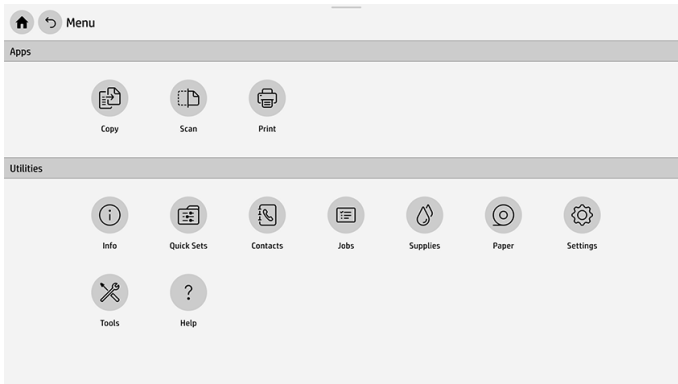 Menu
Apps
Copy Scan Print
Utilities
Info Quick Sets Contacts Jobs Supplies Paper Settings
Tools Help